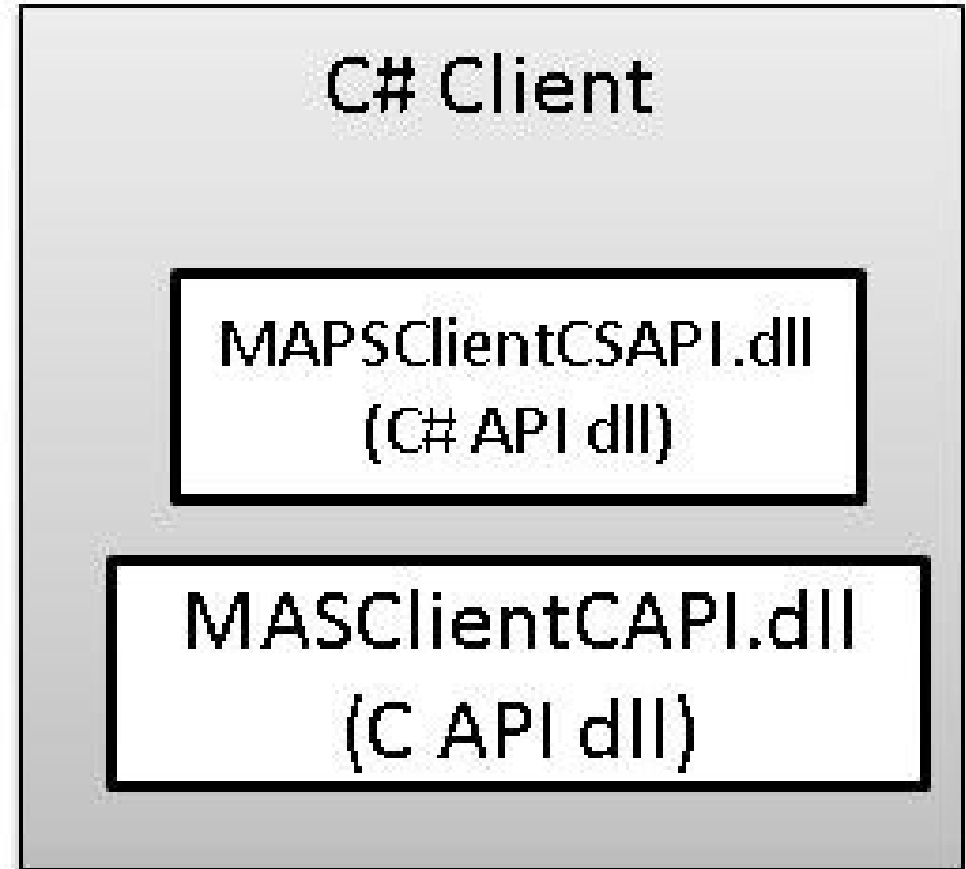 C# Client
MAPSClientCSAPI.dll
(C# API dll)
MASClientCAPI.dll
(C API dll)